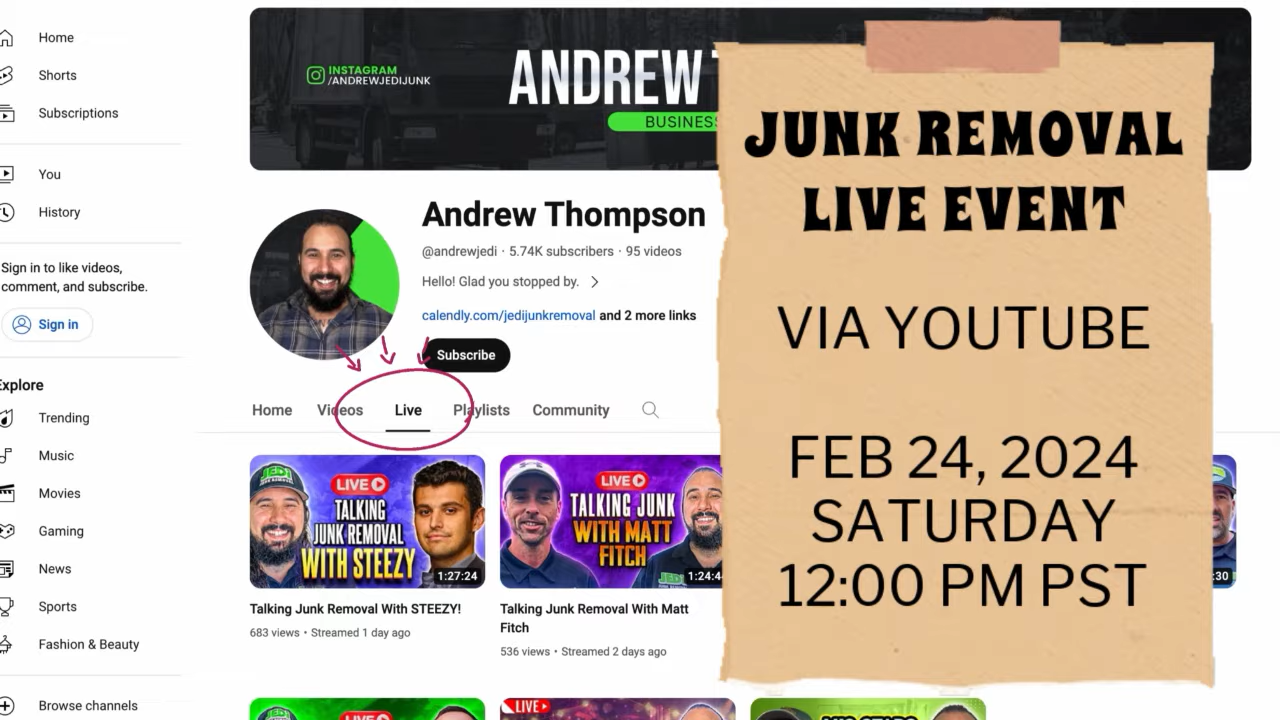 Home
Shorts
Subscriptions
You
History
Sign in to like videos,
comment, and subscribe.
Sign in
Explore
Trending
Music
Movies
Gaming
News
Sports
Fashion & Beauty
Browse channels
INSTAGRAM
/ANDREWJEDIJUNK
ANDREW
BUSINESS
Andrew Thompson
@andrewjedi · 5.74K subscribers · 95 videos
Hello! Glad you stopped by.
calendly.com/jedijunkremoval and 2 more links
Subscribe
Home Videos Live Playlists Community
JEDI
LIVE
TALKING
JUNK REMOVAL
WITH STEEZY
1:27:24
Talking Junk Removal With STEEZY!
683 views • Streamed 1 day ago
LIVE
TALKING JUNK
WITH MATT
FITCH
JEDI
1:24:4
Talking Junk Removal With Matt
Fitch
536 views • Streamed 2 days ago
:30
JEDI
LIVE
LIVE
JUNK REMOVAL
LIVE EVENT
VIA YOUTUBE
FEB 24, 2024
SATURDAY
12:00 PM PST